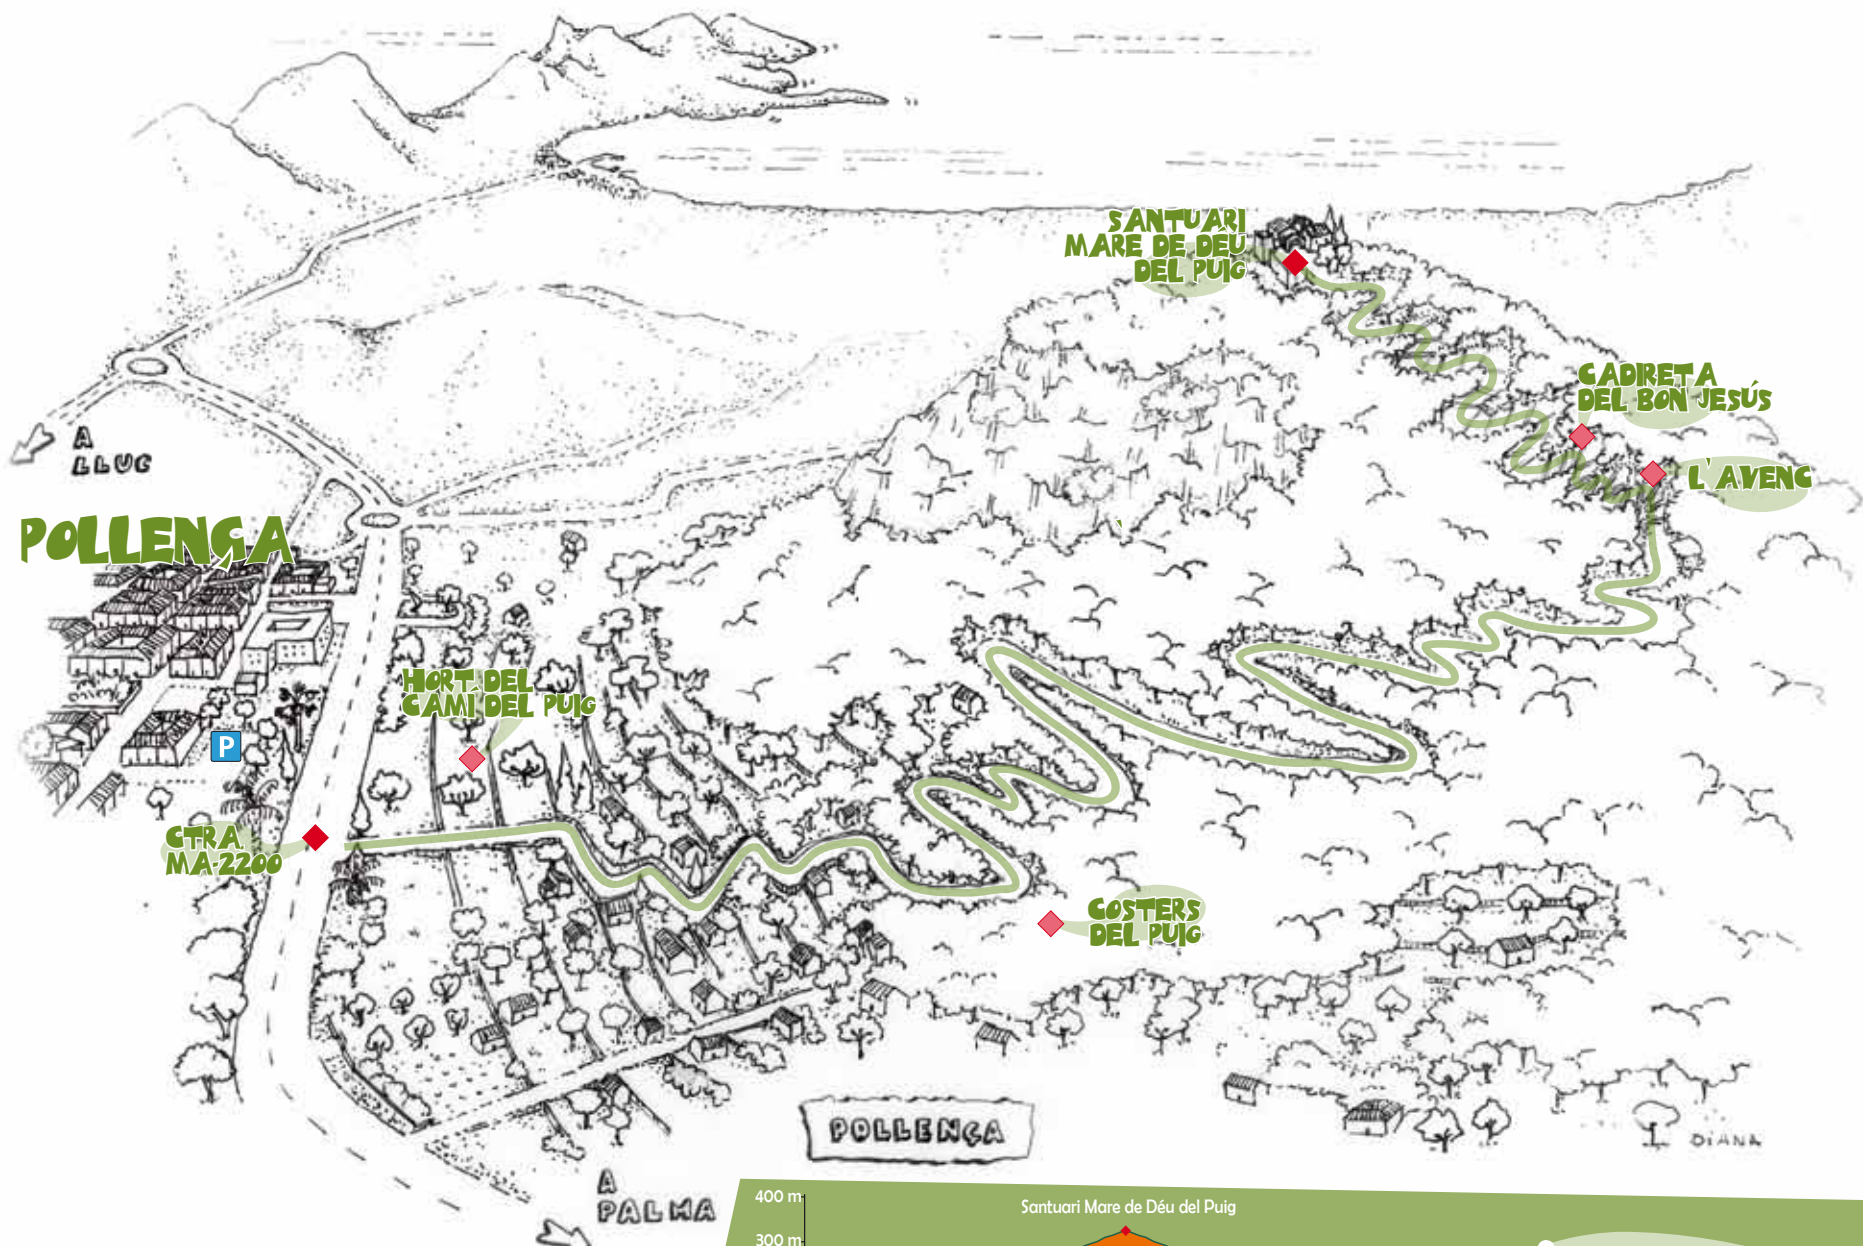 SANTUARI
MARE DE DÉU
DEL PUIG
CADIRETA
DEL BON JESÚS
L'AVENC
A
LLUC
POLLENÇA
HORT DEL
CAMÍ DEL PUIG
P
CTRA.
MA-2200
COSTERS
DEL PUIG
POLLENÇA
DIANA
A
PALMA
400 m
Santuari Mare de Déu del Puig
300 m